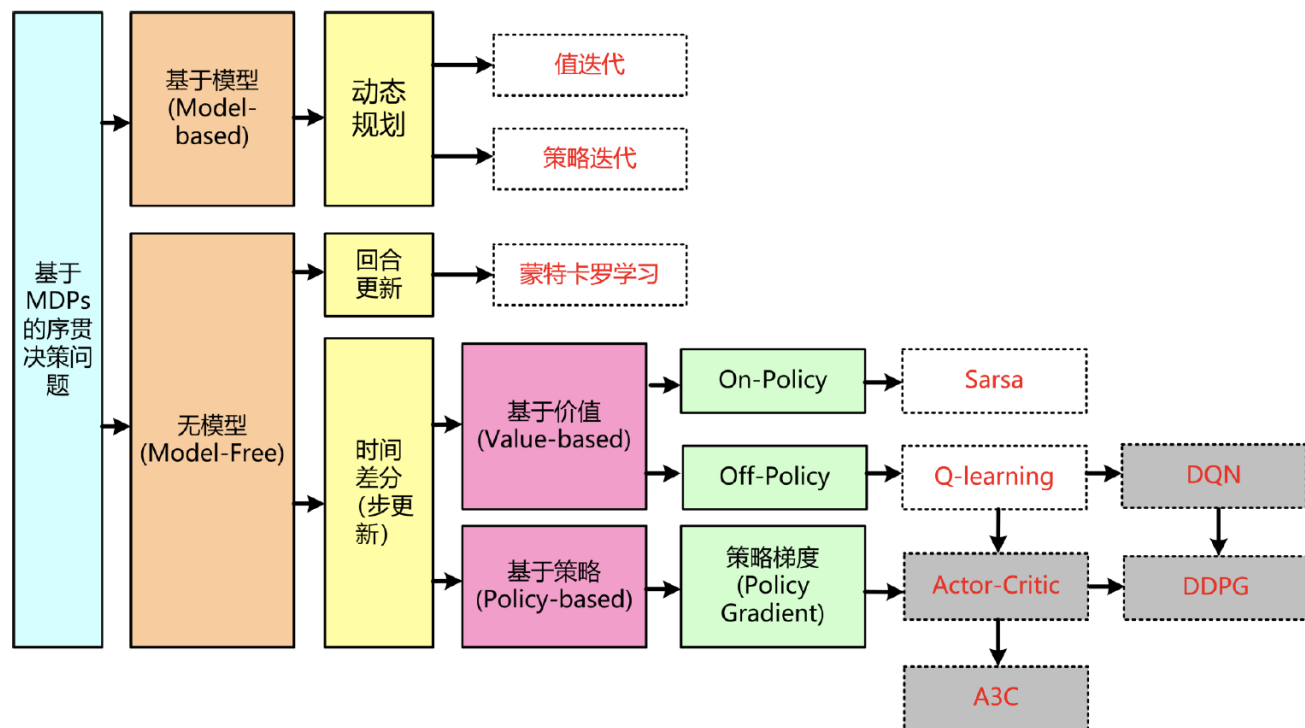 基于
MDPs
的序贯
决策问
题
基于模型
(Model-
based)
动态
规划
值迭代
策略迭代
无模型
(Model-Free)
回合
更新
蒙特卡罗学习
时间
差分
（步更
新）
基于价值
(Value-based)
On-Policy
Sarsa
Off-Policy
Q-learning
DQN
基于策略
(Policy-based)
策略梯度
(Policy
Gradient)
Actor-Critic
DDPG
A3C